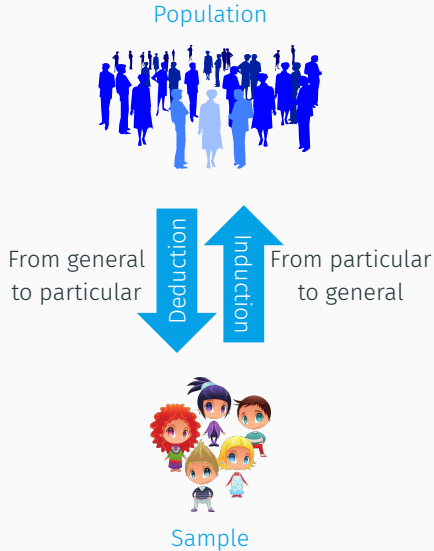 Population
From general
to particular
Deduction
Induction
From particular
to general
Sample